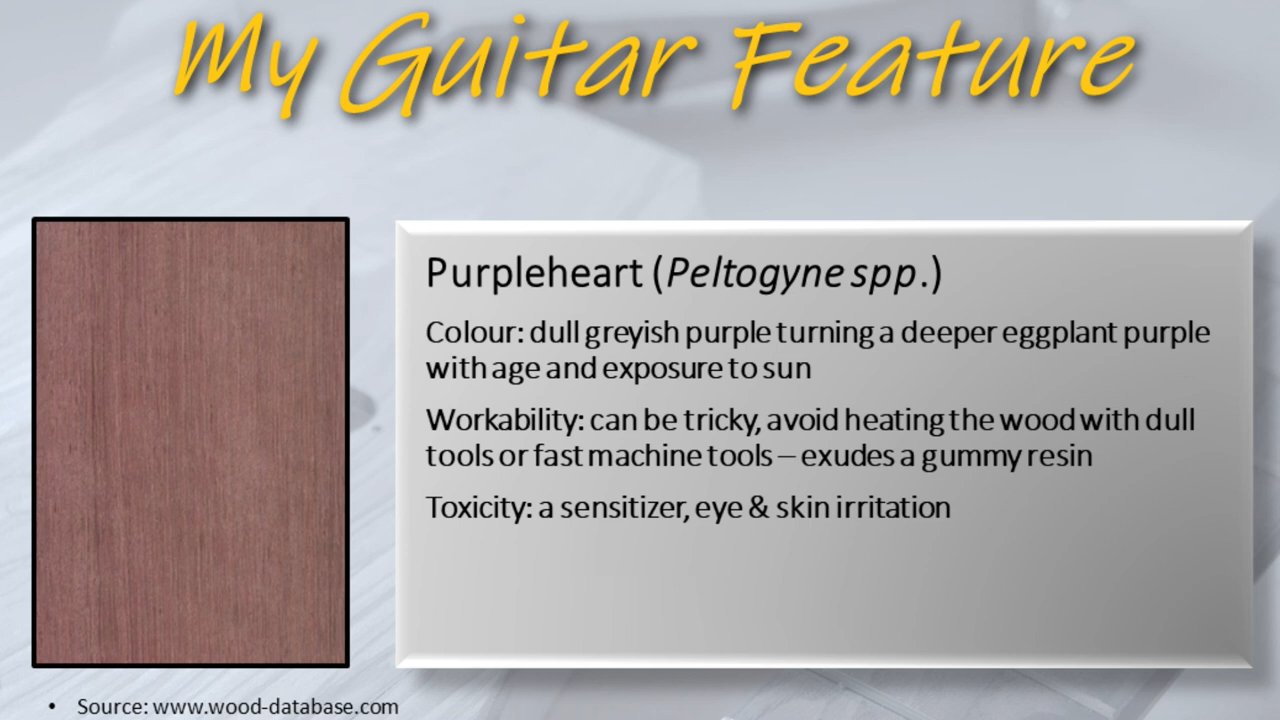 My Guitar Feature
Purpleheart (Peltogyne spp.)
Colour: dull greyish purple turning a deeper eggplant purple
with age and exposure to sun
Workability: can be tricky, avoid heating the wood with dull
tools or fast machine tools – exudes a gummy resin
Toxicity: a sensitizer, eye & skin irritation
• Source: www.wood-database.com